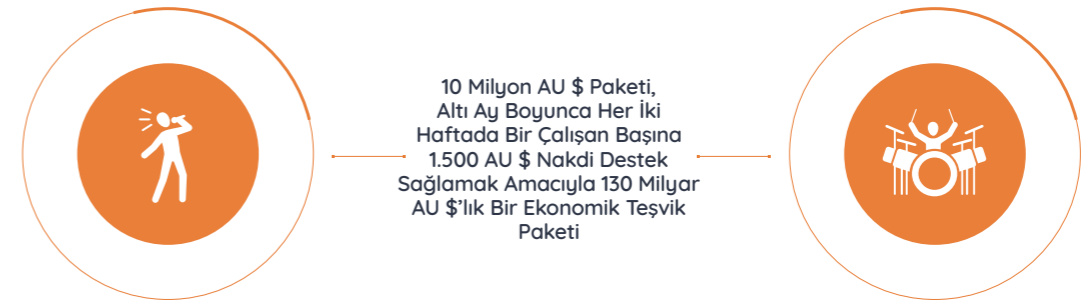 10 Milyon AU $ Paketi,
Altı Ay Boyunca Her İki
Haftada Bir Çalışan Başına
1.500 AU $ Nakdi Destek
Sağlamak Amacıyla 130 Milyar
AU $’lık Bir Ekonomik Teşvik
Paketi